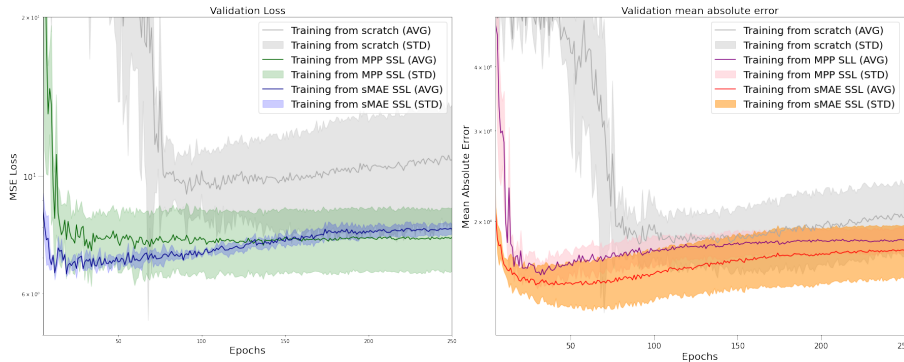 Validation Loss
2 × 10¹
10¹
6 × 10⁰
MSE Loss
50
100
150
200
250
Epochs
Training from scratch (AVG)
Training from scratch (STD)
Training from MPP SSL (AVG)
Training from MPP SSL (STD)
Training from sMAE SSL (AVG)
Training from sMAE SSL (STD)
Validation mean absolute error
4 × 10⁰
3 × 10⁰
2 × 10⁰
Mean Absolute Error
50
100
150
200
250
Epochs
Training from scratch (AVG)
Training from scratch (STD)
Training from MPP SLL (AVG)
Training from MPP SSL (STD)
Training from sMAE SSL (AVG)
Training from sMAE SSL (STD)